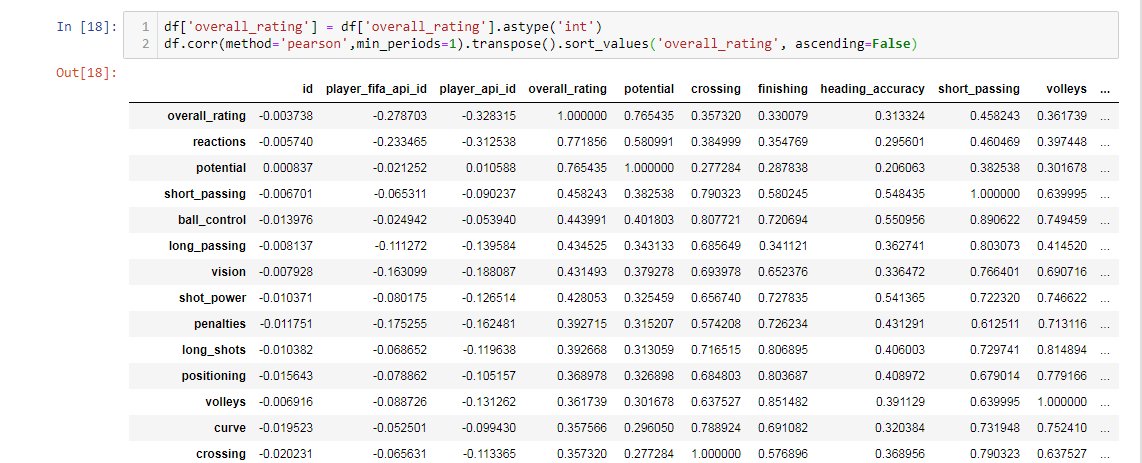 In [18]: 1 df['overall_rating'] = df['overall_rating'].astype('int')
2 df.corr(method='pearson',min_periods=1).transpose().sort_values('overall_rating', ascending=False)
Out[18]:
id player_fifa_api_id player_api_id overall_rating potential crossing finishing heading_accuracy short_passing volleys ...
overall_rating -0.003738 -0.278703 -0.328315 1.000000 0.765435 0.357320 0.330079 0.313324 0.458243 0.361739 ...
reactions -0.005740 -0.233465 -0.312538 0.771856 0.580991 0.384999 0.354769 0.295601 0.460469 0.397448 ...
potential 0.000837 -0.021252 0.010588 0.765435 1.000000 0.277284 0.287838 0.206063 0.382538 0.301678 ...
short_passing -0.006701 -0.065311 -0.090237 0.458243 0.382538 0.790323 0.580245 0.548435 1.000000 0.639995 ...
ball_control -0.013976 -0.024942 -0.053940 0.443991 0.401803 0.807721 0.720694 0.550956 0.890622 0.749459 ...
long_passing -0.008137 -0.111272 -0.139584 0.434525 0.343133 0.685649 0.341121 0.362741 0.803073 0.414520 ...
vision -0.007928 -0.163099 -0.188087 0.431493 0.379278 0.693978 0.652376 0.336472 0.766401 0.690716 ...
shot_power -0.010371 -0.080175 -0.126514 0.428053 0.325459 0.656740 0.727835 0.541365 0.722320 0.746622 ...
penalties -0.011751 -0.175255 -0.162481 0.392715 0.315207 0.574208 0.726234 0.431291 0.612511 0.713116 ...
long_shots -0.010382 -0.068652 -0.119638 0.392668 0.313059 0.716515 0.806895 0.406003 0.729741 0.814894 ...
positioning -0.015643 -0.078862 -0.105157 0.368978 0.326898 0.684803 0.803687 0.408972 0.679014 0.779166 ...
volleys -0.006916 -0.088726 -0.131262 0.361739 0.301678 0.637527 0.851482 0.391129 0.639995 1.000000 ...
curve -0.019523 -0.052501 -0.099430 0.357566 0.296050 0.788924 0.691082 0.320384 0.731948 0.752410 ...
crossing -0.020231 -0.065631 -0.113365 0.357320 0.277284 1.000000 0.576896 0.368956 0.790323 0.637527 ...